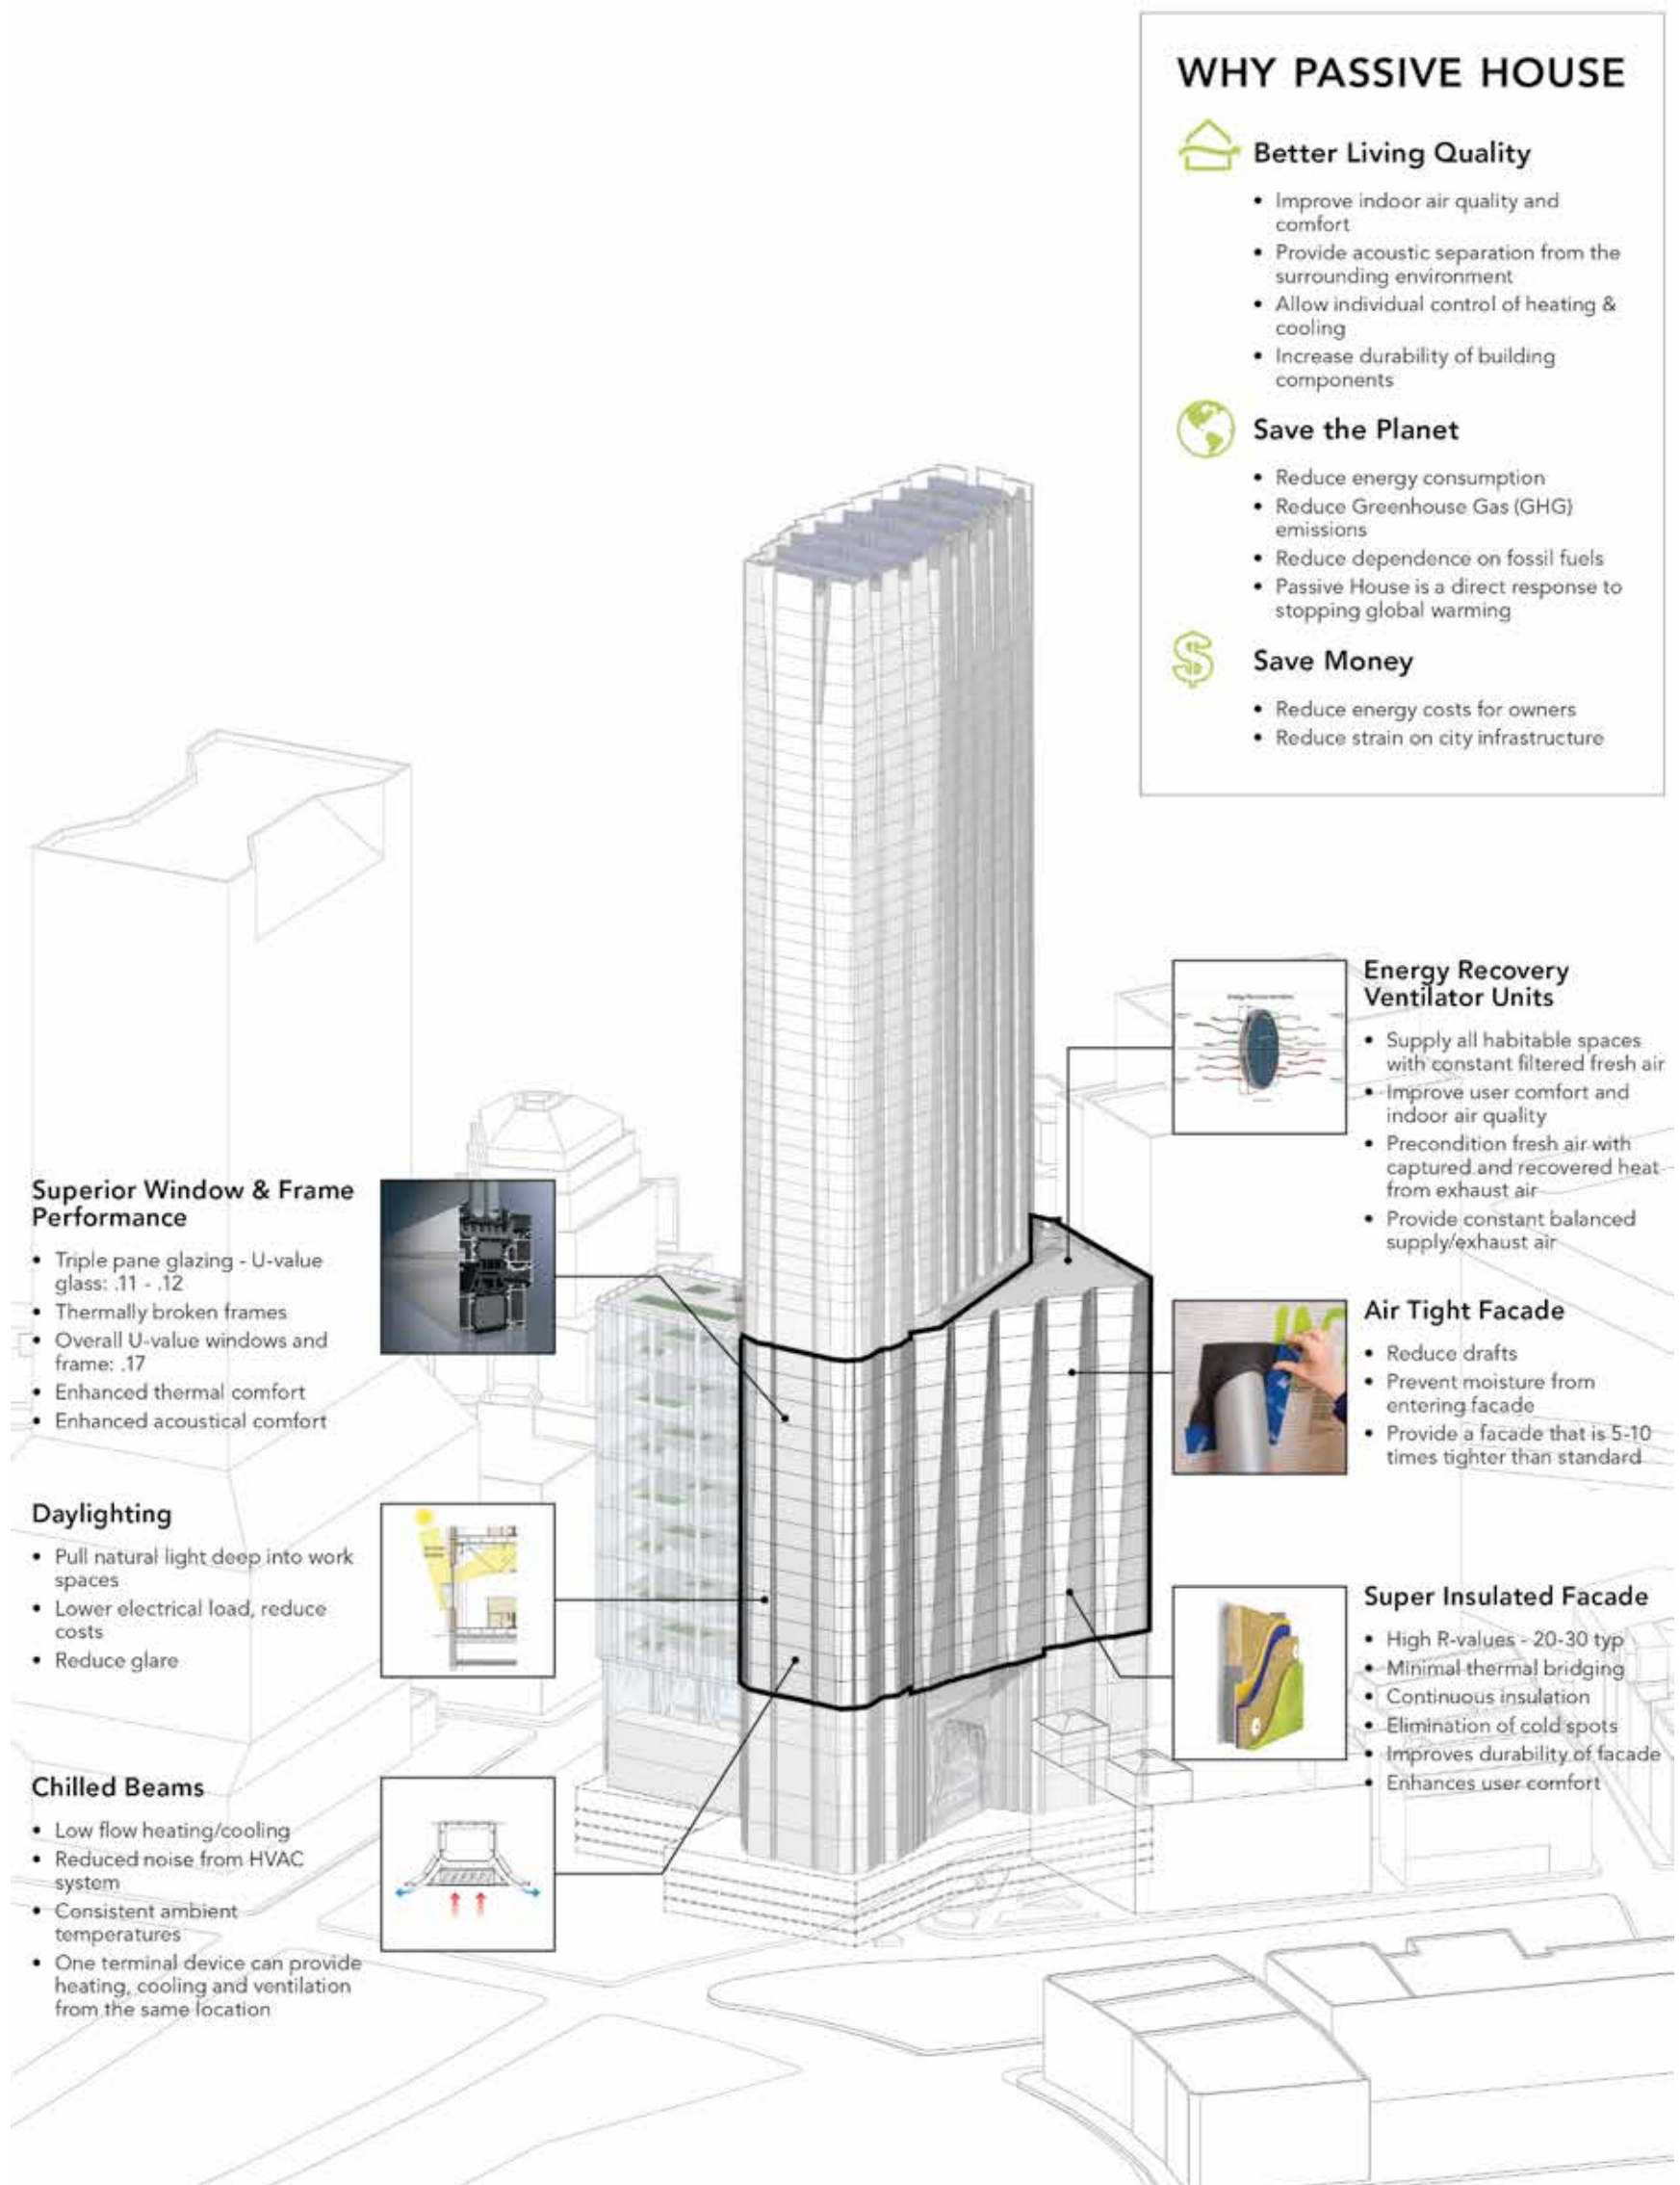 WHY PASSIVE HOUSE
Better Living Quality
• Improve indoor air quality and
comfort
• Provide acoustic separation from the
surrounding environment
• Allow individual control of heating &
cooling
• Increase durability of building
components
Save the Planet
• Reduce energy consumption
• Reduce Greenhouse Gas (GHG)
emissions
• Reduce dependence on fossil fuels
• Passive House is a direct response to
stopping global warming
Save Money
• Reduce energy costs for owners
• Reduce strain on city infrastructure
Superior Window & Frame
Performance
• Triple pane glazing - U-value
glass: .11 - .12
• Thermally broken frames
• Overall U-value windows and
frame: .17
• Enhanced thermal comfort
• Enhanced acoustical comfort
Daylighting
• Pull natural light deep into work
spaces
• Lower electrical load, reduce
costs
• Reduce glare
Chilled Beams
• Low flow heating/cooling
• Reduced noise from HVAC
system
• Consistent ambient
temperatures
• One terminal device can provide
heating, cooling and ventilation
from the same location
Energy Recovery
Ventilator Units
• Supply all habitable spaces
with constant filtered fresh air
• Improve user comfort and
indoor air quality
• Precondition fresh air with
captured and recovered heat
from exhaust air
• Provide constant balanced
supply/exhaust air
Air Tight Facade
• Reduce drafts
• Prevent moisture from
entering facade
• Provide a facade that is 5-10
times tighter than standard
Super Insulated Facade
• High R-values - 20-30 typ
• Minimal thermal bridging
• Continuous insulation
• Elimination of cold spots
• Improves durability of facade
• Enhances user comfort